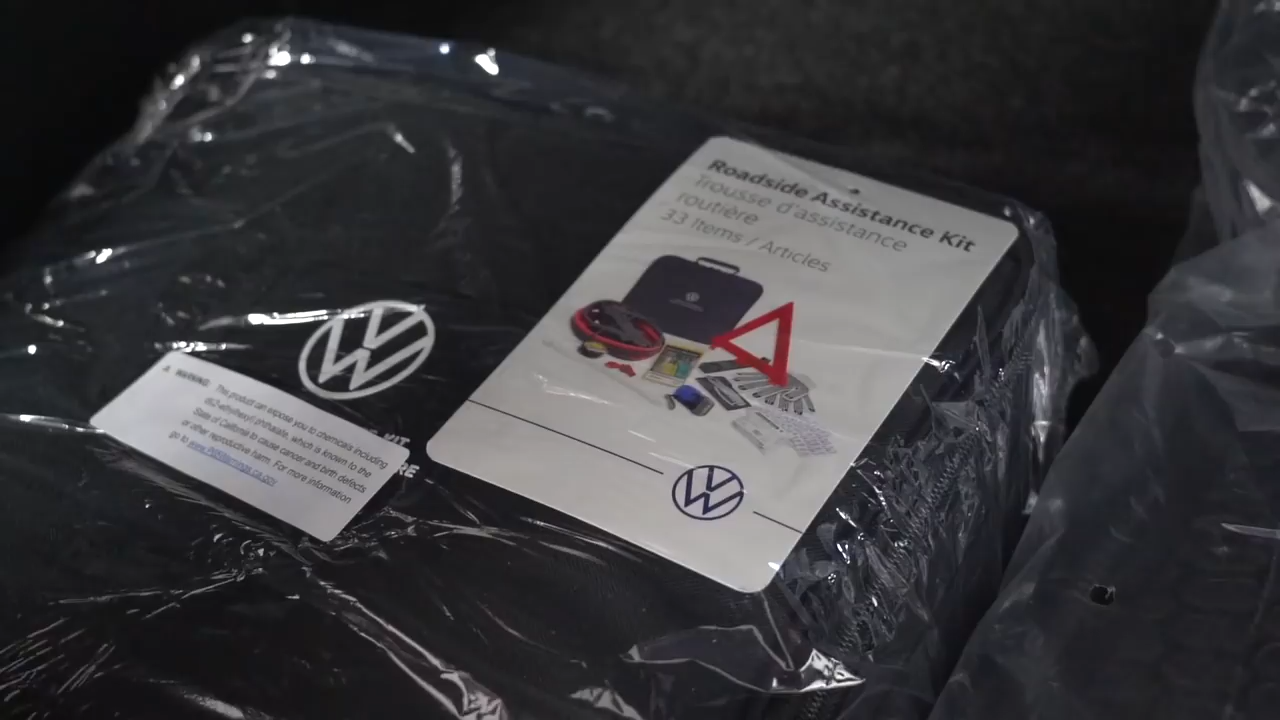 Roadside Assistance Kit
Trousse d'assistance
routière
33 Items / Articles
WARNING: This product can expose you to chemicals including
di(2-ethylhexyl) phthalate, which is known to the
State of California to cause cancer and birth defects
or other reproductive harm. For more information
go to www.P65Warnings.ca.gov
KIT